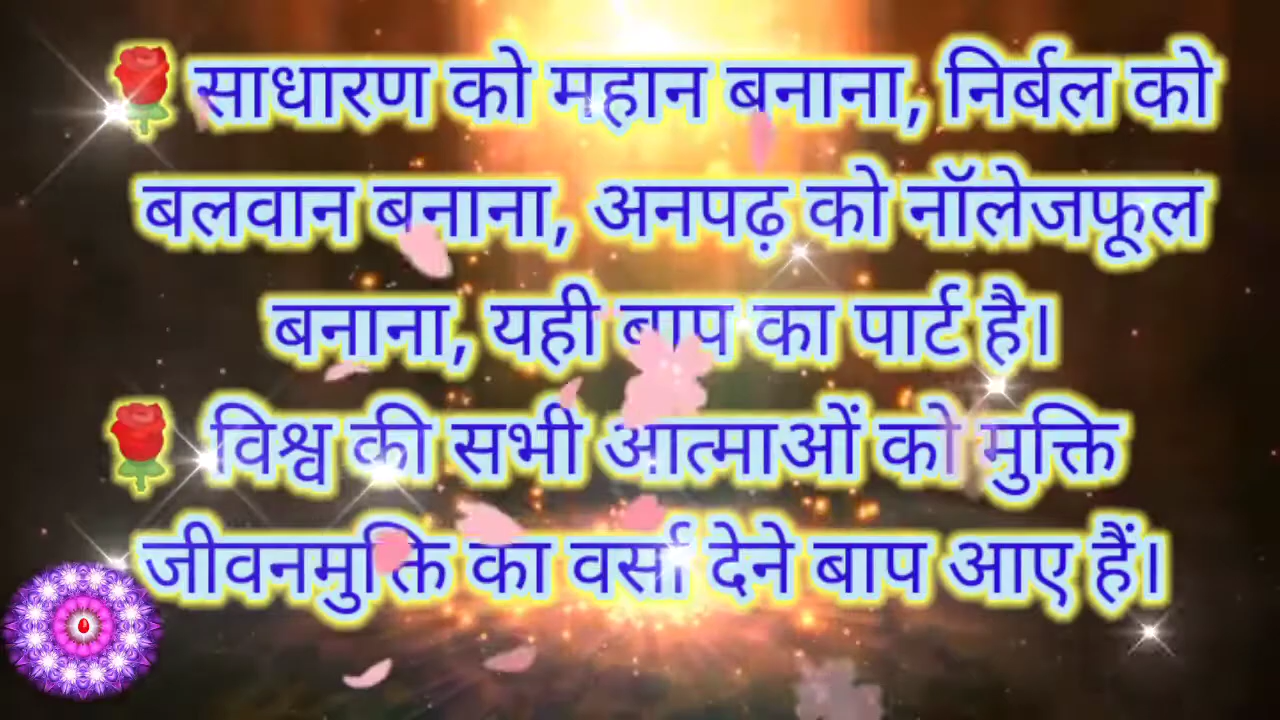 🌹 साधारण को महान बनाना, निर्बल को
बलवान बनाना, अनपढ़ को नॉलेजफूल
बनाना, यही बाप का पार्ट है।
🌹 विश्व की सभी आत्माओं को मुक्ति
जीवनमुक्ति का वर्सा देने बाप आए हैं।